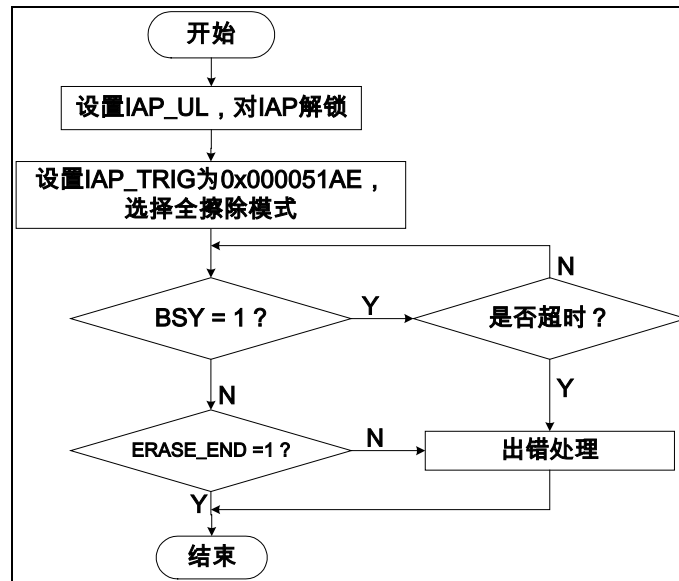 开始
设置IAP_UL，对IAP解锁
设置IAP_TRIG为0x000051AE，
选择全擦除模式
N
BSY = 1？
Y
是否超时？
N
Y
ERASE_END =1？
N
出错处理
Y
结束